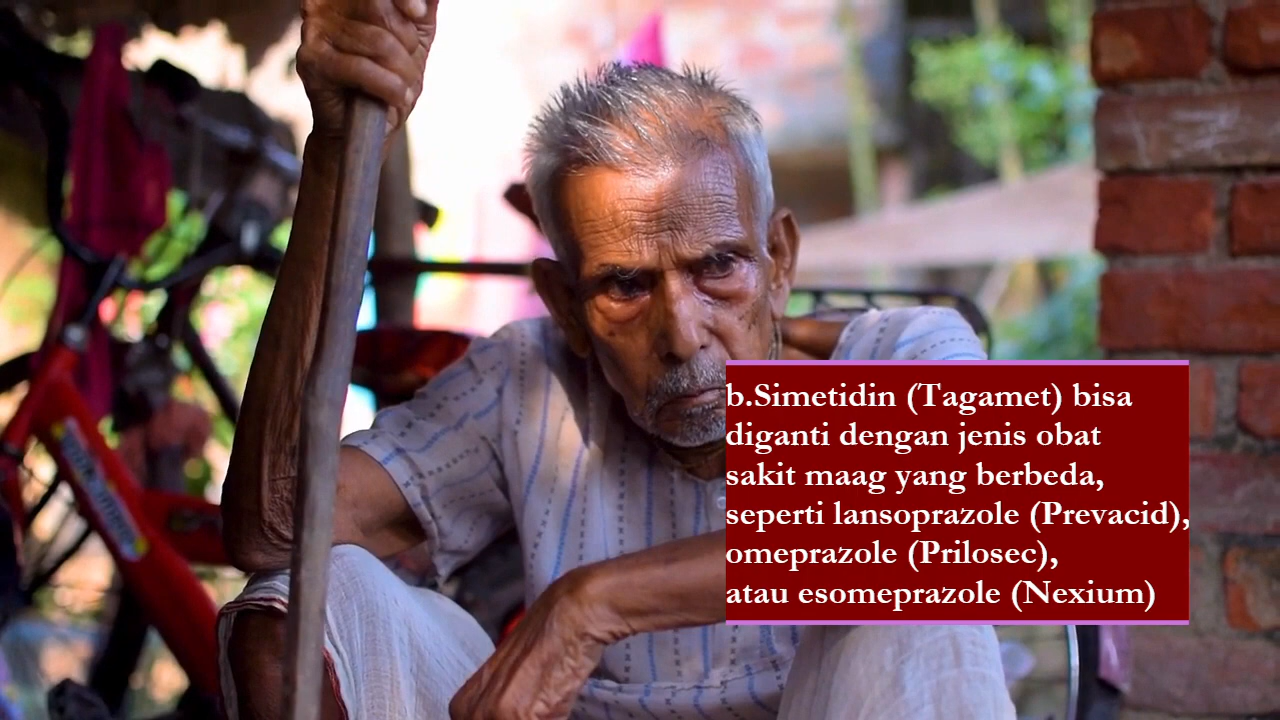 b.Simetidin (Tagamet) bisa
diganti dengan jenis obat
sakit maag yang berbeda,
seperti lansoprazole (Prevacid),
omeprazole (Prilosec),
atau esomeprazole (Nexium)